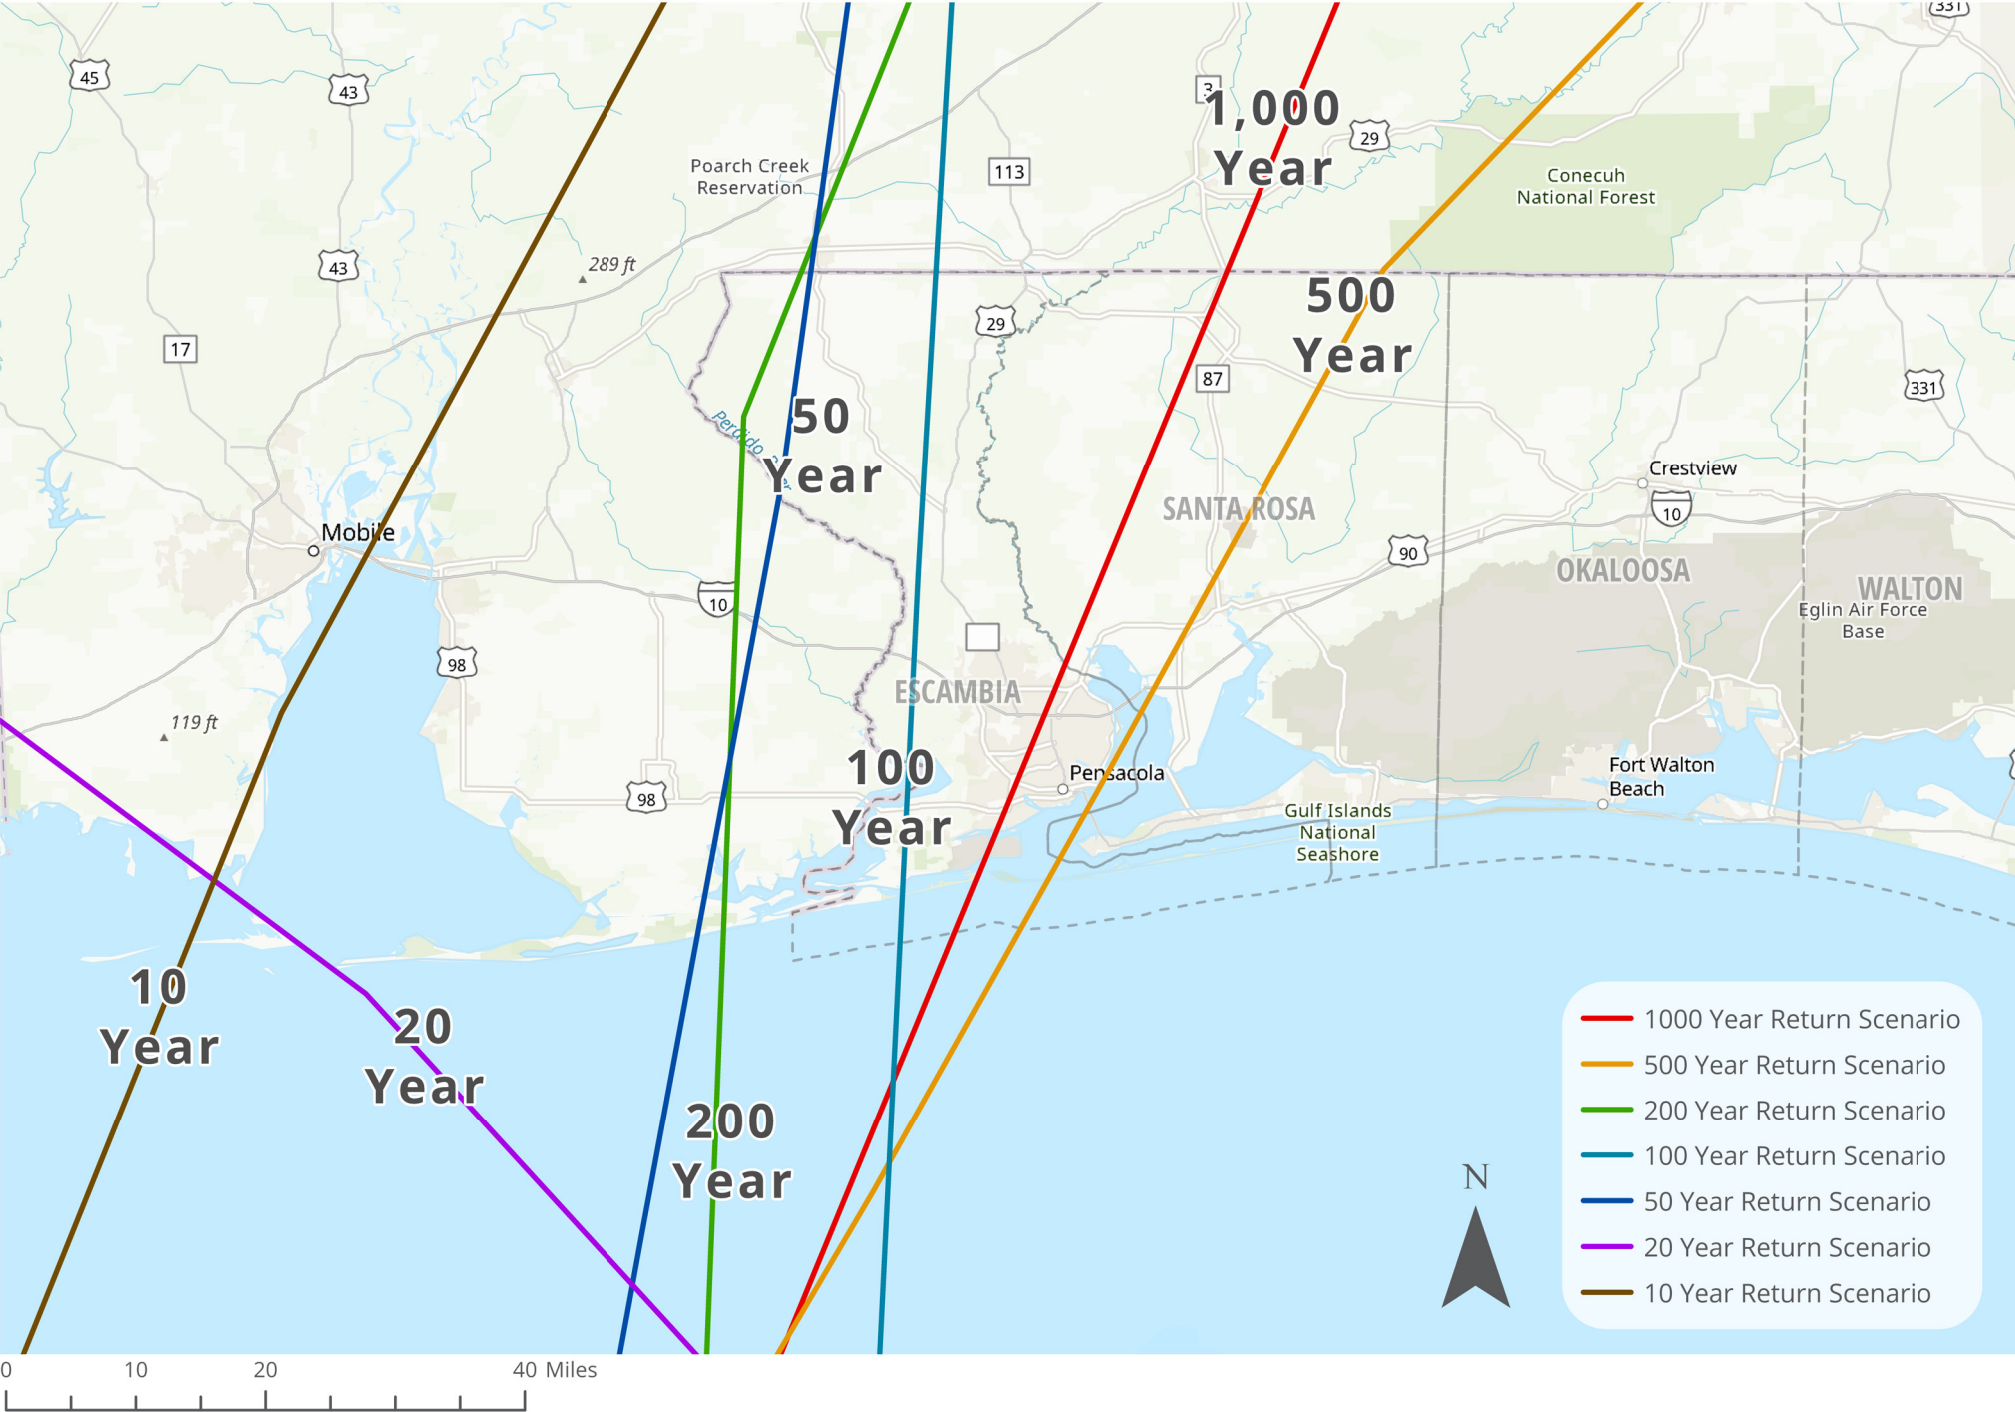 331
45
43
3
1,000
Year
29
Poarch Creek
Reservation
113
Conecuh
National Forest
43
289 ft
500
Year
29
17
87
331
50
Year
Crestview
SANTA ROSA
10
Mobile
90
OKALOOSA
WALTON
10
Eglin Air Force
Base
98
ESCAMBIA
119 ft
100
Year
Pensacola
Fort Walton
Beach
98
Gulf Islands
National
Seashore
10
Year
20
Year
200
Year
N
1000 Year Return Scenario
500 Year Return Scenario
200 Year Return Scenario
100 Year Return Scenario
50 Year Return Scenario
20 Year Return Scenario
10 Year Return Scenario
0 10 20 40 Miles